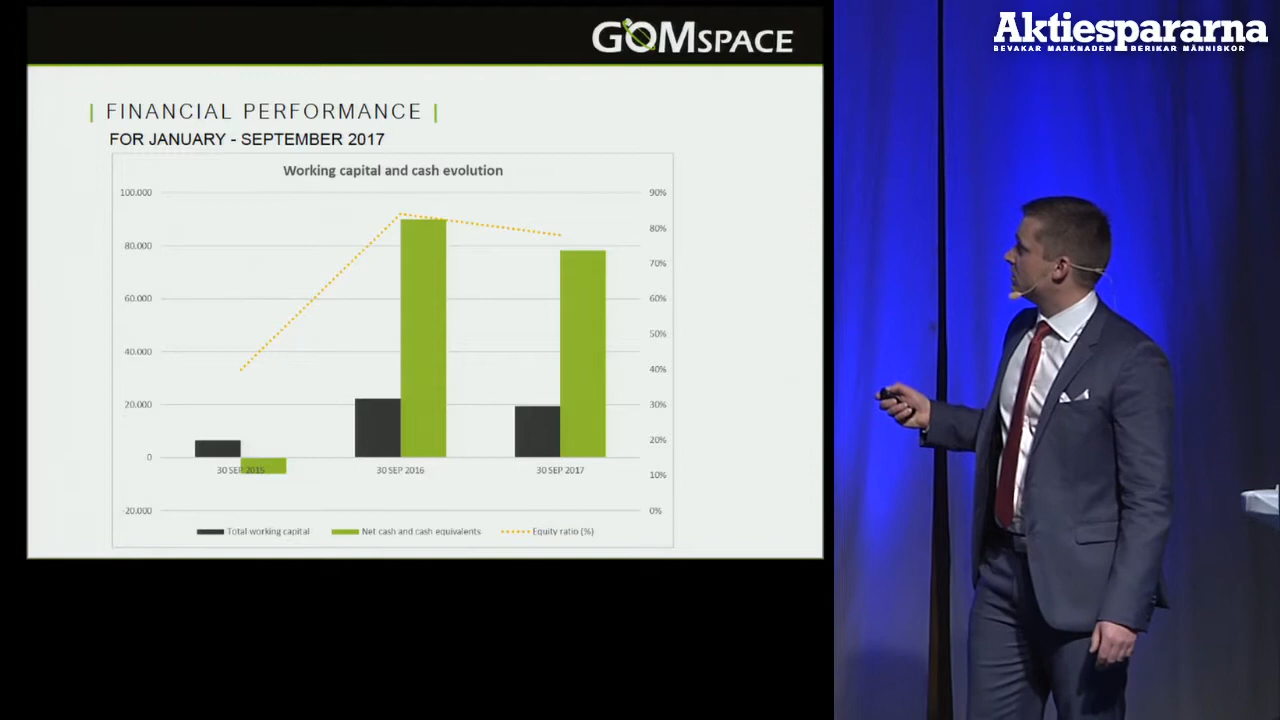 GOMSPACE
Aktiespararna
BEVAKAR MARKNADEN BERIKAR MÄNNISKOR
| FINANCIAL PERFORMANCE |
FOR JANUARY - SEPTEMBER 2017
Working capital and cash evolution
100.000
80.000
60.000
40.000
20.000
0
-20.000
90%
80%
70%
60%
50%
40%
30%
20%
10%
0%
30 SEP 2015
30 SEP 2016
30 SEP 2017
Total working capital
Net cash and cash equivalents
Equity ratio (%)